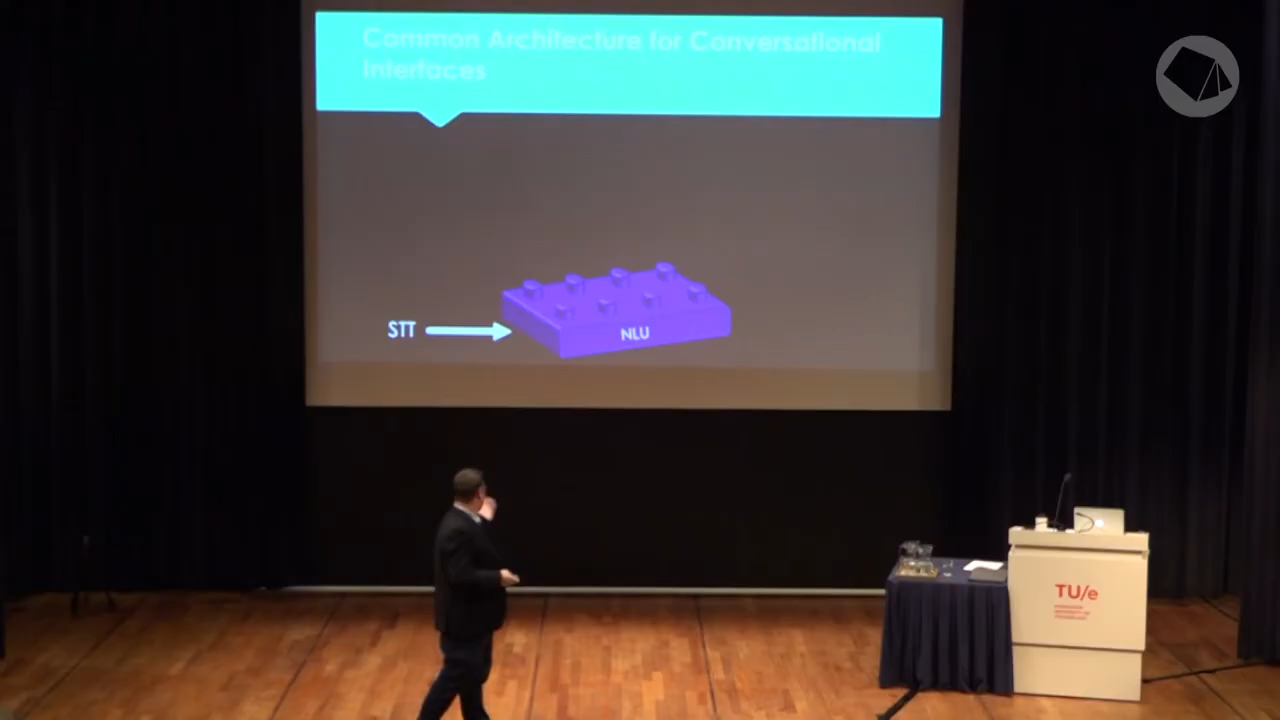 Common Architecture for Conversational
Interfaces
STT
NLU
TU/e